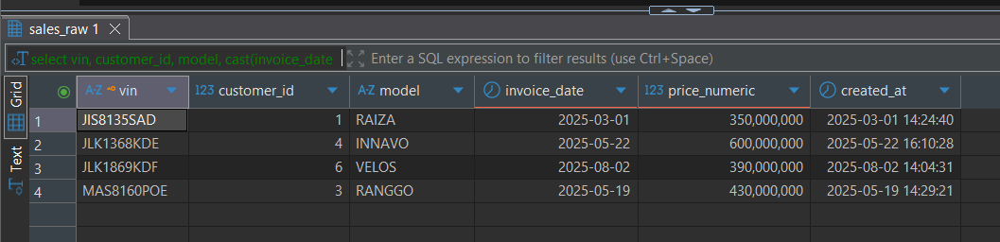 sales_raw 1
select vin, customer_id, model, cast(invoice_date Enter a SQL expression to filter results (use Ctrl+Space)
Grid
Text
A-Z vin 123 customer_id A-Z model invoice_date 123 price_numeric created_at
1 JIS8135SAD 1 RAIZA 2025-03-01 350,000,000 2025-03-01 14:24:40
2 JLK1368KDE 4 INNAVO 2025-05-22 600,000,000 2025-05-22 16:10:28
3 JLK1869KDF 6 VELOS 2025-08-02 390,000,000 2025-08-02 14:04:31
4 MAS8160POE 3 RANGGO 2025-05-19 430,000,000 2025-05-19 14:29:21